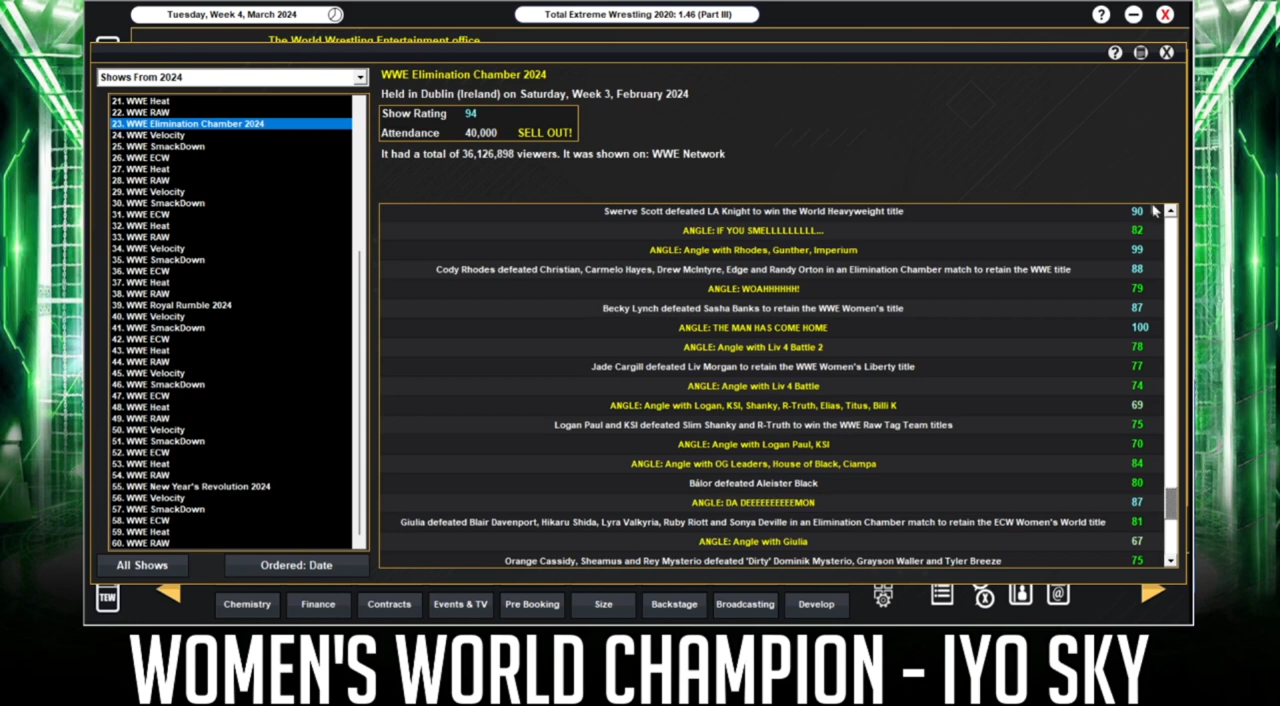 Tuesday, Week 4, March 2024
Total Extreme Wrestling 2020: 1.46 (Part III)
The World Wrestling Entertainment office
Shows From 2024
21. WWE Heat
22. WWE RAW
23. WWE Elimination Chamber 2024
24. WWE Velocity
25. WWE SmackDown
26. WWE ECW
27. WWE Heat
28. WWE RAW
29. WWE Velocity
30. WWE SmackDown
31. WWE ECW
32. WWE Heat
33. WWE RAW
34. WWE Velocity
35. WWE SmackDown
36. WWE ECW
37. WWE Heat
38. WWE RAW
39. WWE Royal Rumble 2024
40. WWE Velocity
41. WWE SmackDown
42. WWE ECW
43. WWE Heat
44. WWE RAW
45. WWE Velocity
46. WWE SmackDown
47. WWE ECW
48. WWE Heat
49. WWE RAW
50. WWE Velocity
51. WWE SmackDown
52. WWE ECW
53. WWE Heat
54. WWE RAW
55. WWE New Year's Revolution 2024
56. WWE Velocity
57. WWE SmackDown
58. WWE ECW
59. WWE Heat
60. WWE RAW
All Shows
Ordered: Date
WWE Elimination Chamber 2024
Held in Dublin (Ireland) on Saturday, Week 3, February 2024
Show Rating 94
Attendance 40,000 SELL OUT!
It had a total of 36,126,898 viewers. It was shown on: WWE Network
Swerve Scott defeated LA Knight to win the World Heavyweight title 90
ANGLE: IF YOU SMELLLLLLLLL... 82
ANGLE: Angle with Rhodes, Gunther, Imperium 99
Cody Rhodes defeated Christian, Carmelo Hayes, Drew McIntyre, Edge and Randy Orton in an Elimination Chamber match to retain the WWE title 88
ANGLE: WOAHHHHHH! 79
Becky Lynch defeated Sasha Banks to retain the WWE Women's title 87
ANGLE: THE MAN HAS COME HOME 100
ANGLE: Angle with Liv 4 Battle 2 78
Jade Cargill defeated Liv Morgan to retain the WWE Women's Liberty title 77
ANGLE: Angle with Liv 4 Battle 74
ANGLE: Angle with Logan, KSI, Shanky, R-Truth, Elias, Titus, Billi K 69
Logan Paul and KSI defeated Slim Shanky and R-Truth to win the WWE Raw Tag Team titles 75
ANGLE: Angle with Logan Paul, KSI 70
ANGLE: Angle with OG Leaders, House of Black, Ciampa 84
Bálor defeated Aleister Black 80
ANGLE: DA DEEEEEEEEEMON 87
Giulia defeated Blair Davenport, Hikaru Shida, Lyra Valkyria, Ruby Riott and Sonya Deville in an Elimination Chamber match to retain the ECW Women's World title 81
ANGLE: Angle with Giulia 67
Orange Cassidy, Sheamus and Rey Mysterio defeated 'Dirty' Dominik Mysterio, Grayson Waller and Tyler Breeze 75
TEW
Chemistry
Finance
Contracts
Events & TV
Pre Booking
Size
Backstage
Broadcasting
Develop
WOMEN'S WORLD CHAMPION - IYO SKY